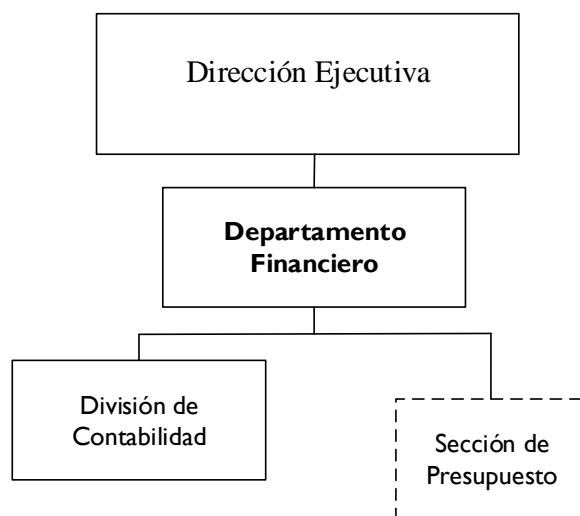 Dirección Ejecutiva
Departamento
Financiero
División de
Contabilidad
Sección de
Presupuesto